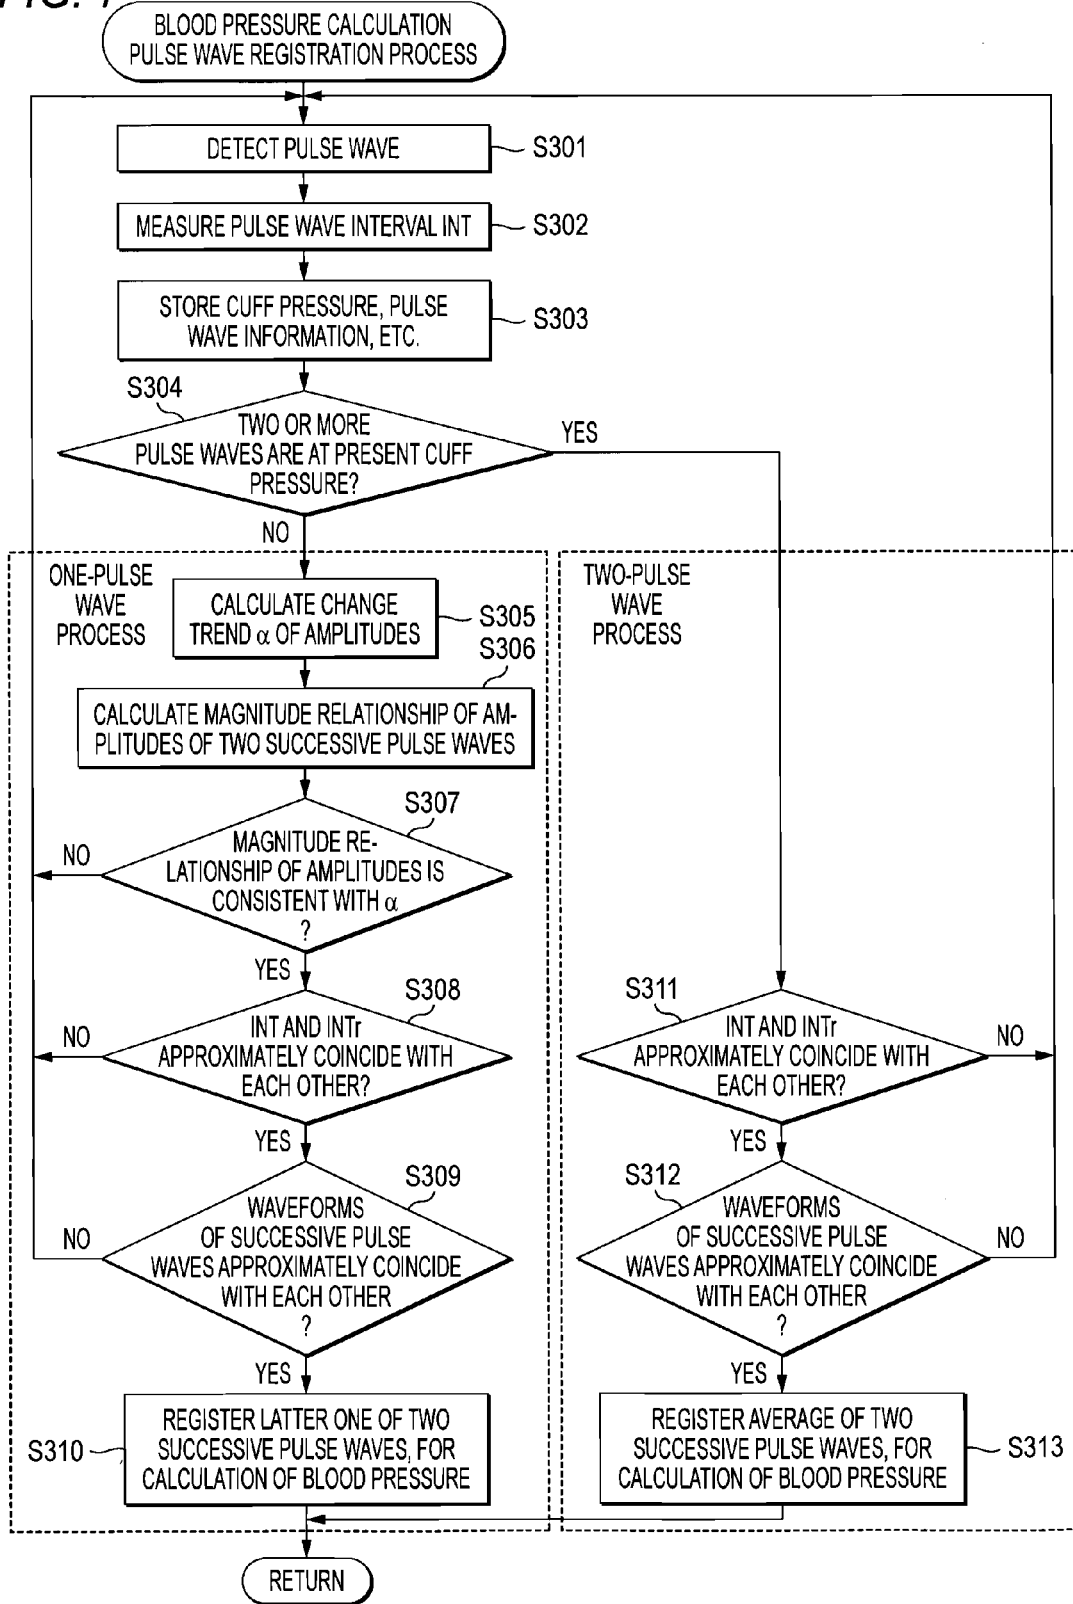 BLOOD PRESSURE CALCULATION
PULSE WAVE REGISTRATION PROCESS
DETECT PULSE WAVE
S301
MEASURE PULSE WAVE INTERVAL INT
S302
STORE CUFF PRESSURE, PULSE
WAVE INFORMATION, ETC.
S303
S304
TWO OR MORE
PULSE WAVES ARE AT PRESENT CUFF
PRESSURE?
YES
NO
ONE-PULSE
WAVE
PROCESS
CALCULATE CHANGE
TREND α OF AMPLITUDES
S305
S306
CALCULATE MAGNITUDE RELATIONSHIP OF AM-
PLITUDES OF TWO SUCCESSIVE PULSE WAVES
S307
MAGNITUDE RE-
LATIONSHIP OF AMPLITUDES IS
CONSISTENT WITH α
?
NO
YES
S308
INT AND INTr
APPROXIMATELY COINCIDE WITH
EACH OTHER?
NO
YES
S309
WAVEFORMS
OF SUCCESSIVE PULSE
WAVES APPROXIMATELY COINCIDE
WITH EACH OTHER
?
NO
YES
S310
REGISTER LATTER ONE OF TWO
SUCCESSIVE PULSE WAVES, FOR
CALCULATION OF BLOOD PRESSURE
TWO-PULSE
WAVE
PROCESS
S311
INT AND INTr
APPROXIMATELY COINCIDE WITH
EACH OTHER?
NO
YES
S312
WAVEFORMS
OF SUCCESSIVE PULSE
WAVES APPROXIMATELY COINCIDE
WITH EACH OTHER
?
NO
YES
REGISTER AVERAGE OF TWO
SUCCESSIVE PULSE WAVES, FOR
CALCULATION OF BLOOD PRESSURE
S313
RETURN